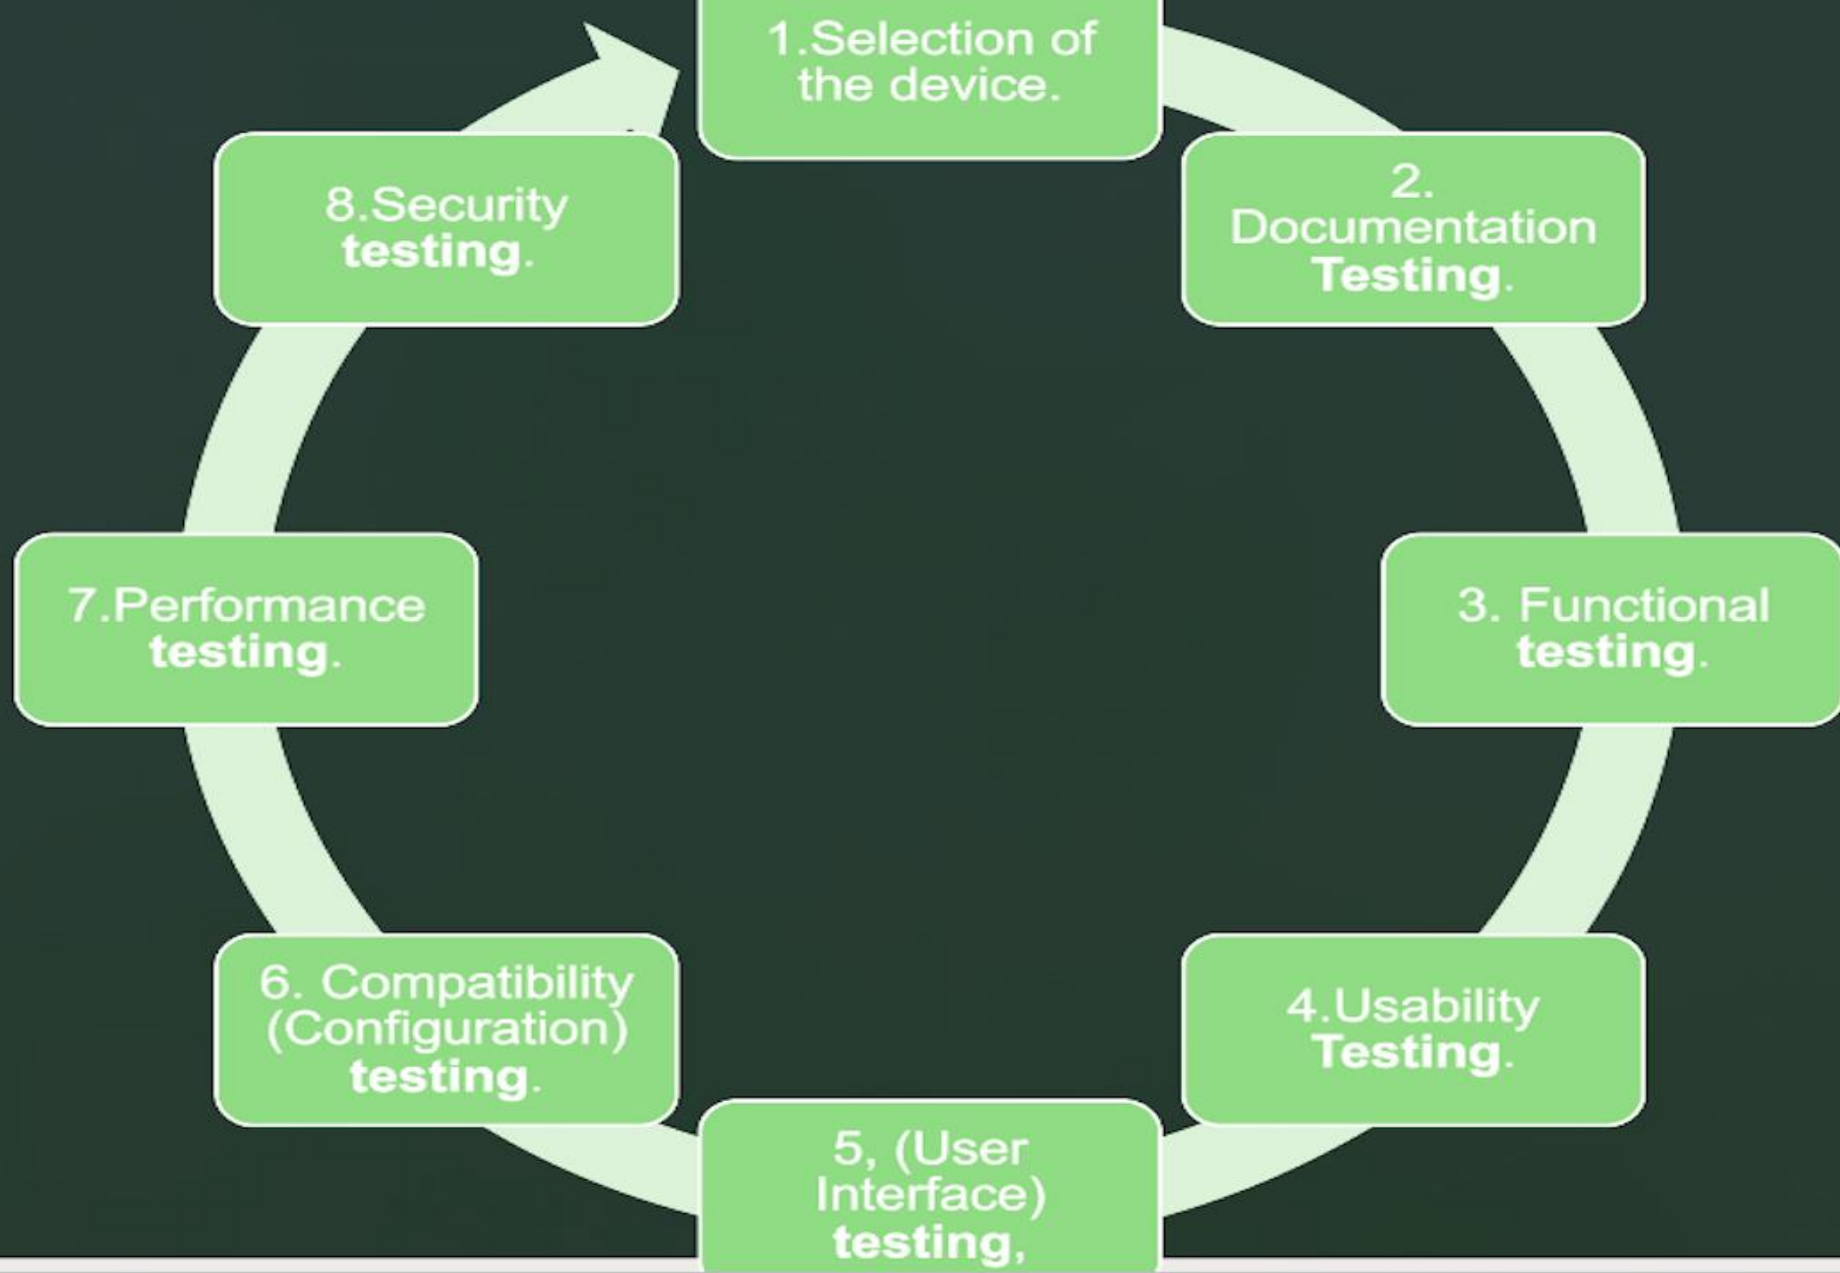 1.Selection of
the device.
2.
Documentation
Testing.
3. Functional
testing.
4.Usability
Testing.
5, (User
Interface)
testing,
6. Compatibility
(Configuration)
testing.
7.Performance
testing.
8.Security
testing.